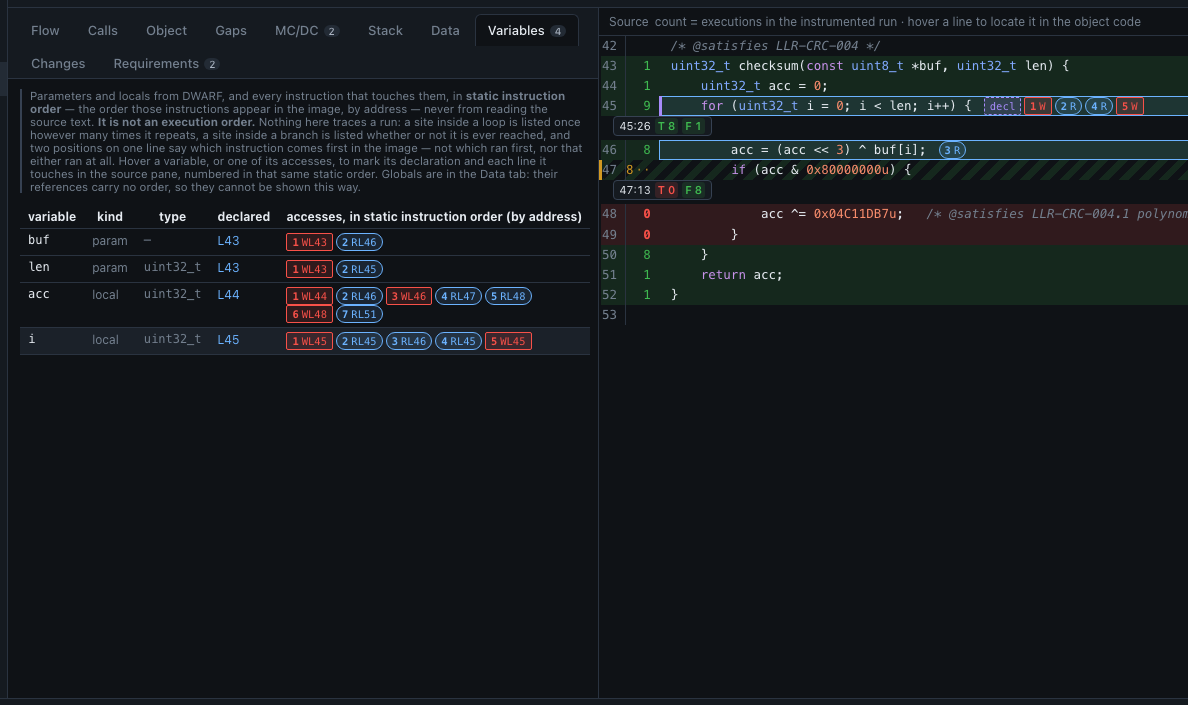 Flow Calls Object Gaps MC/DC 2 Stack Data Variables 4
Changes Requirements 2
Parameters and locals from DWARF, and every instruction that touches them, in static instruction
order — the order those instructions appear in the image, by address — never from reading the
source text. It is not an execution order. Nothing here traces a run: a site inside a loop is listed once
however many times it repeats, a site inside a branch is listed whether or not it is ever reached, and
two positions on one line say which instruction comes first in the image — not which ran first, nor that
either ran at all. Hover a variable, or one of its accesses, to mark its declaration and each line it
touches in the source pane, numbered in that same static order. Globals are in the Data tab: their
references carry no order, so they cannot be shown this way.
variable kind type declared accesses, in static instruction order (by address)
buf param — L43 1 WL43 2 RL46
len param uint32_t L43 1 WL43 2 RL45
acc local uint32_t L44 1 WL44 2 RL46 3 WL46 4 RL47 5 RL48
6 WL48 7 RL51
i local uint32_t L45 1 WL45 2 RL45 3 RL46 4 RL45 5 WL45
Source count = executions in the instrumented run · hover a line to locate it in the object code
42 /* @satisfies LLR-CRC-004 */
43 1 uint32_t checksum(const uint8_t *buf, uint32_t len) {
44 1 uint32_t acc = 0;
45 9 for (uint32_t i = 0; i < len; i++) { decl 1 W 2 R 4 R 5 W
45:26 T 8 F 1
46 8 acc = (acc << 3) ^ buf[i]; 3 R
47 8·· if (acc & 0x80000000u) {
47:13 T 0 F 8
48 0 acc ^= 0x04C11DB7u; /* @satisfies LLR-CRC-004.1 polynom
49 0 }
50 8 }
51 1 return acc;
52 1 }
53